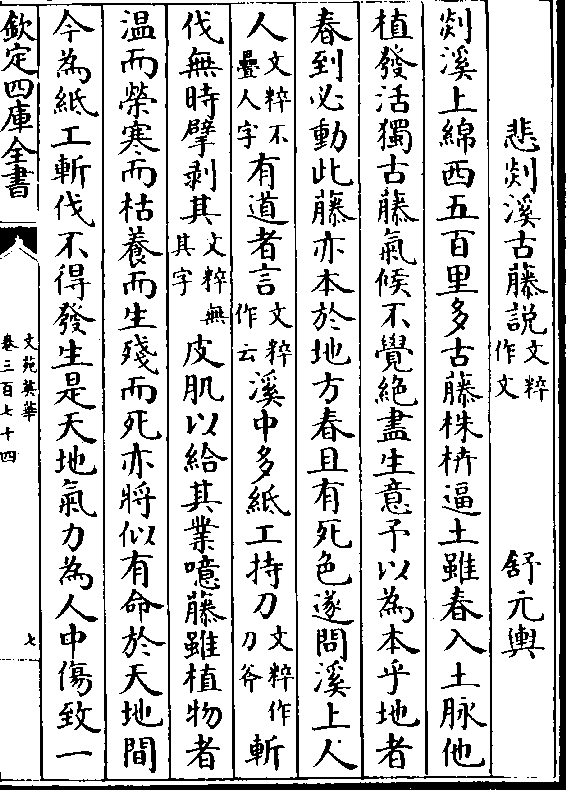 悲剡溪古藤說文粹作文　舒元輿
剡溪上綿西五百里多古藤株枿逼土雖春入土脉他
植發活獨古藤氣候不覺絶盡生意予以為本乎地者
春到必動此藤亦本於地方春且有死色遂問溪上人
人文粹不疊人字有道者言文粹作云溪中多紙工持刀文粹作刀斧斬
伐無時擘剥其文粹無其字皮肌以給其業噫藤雖植物者
温而榮寒而枯養而生殘而死亦將似有命於天地間
今為紙工斬伐不得發生是天地氣力為人中傷致一
欽定四庫全書
文苑英華
卷三百七十四
七